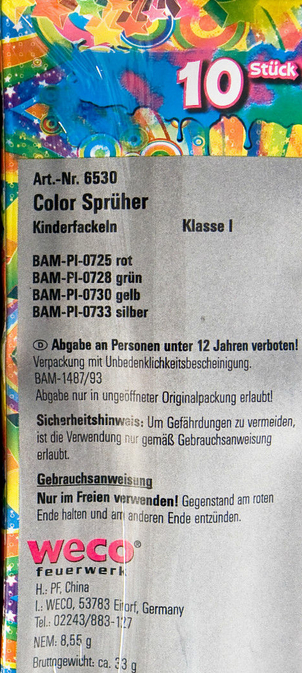 10 Stück
Art.-Nr. 6530
Color Sprüher
Kinderfackeln Klasse I
BAM-PI-0725 rot
BAM-PI-0728 grün
BAM-PI-0730 gelb
BAM-PI-0733 silber
D Abgabe an Personen unter 12 Jahren verboten!
Verpackung mit Unbedenklichkeitsbescheinigung.
BAM-1487/93
Abgabe nur in ungeöffneter Originalpackung erlaubt!
Sicherheitshinweis: Um Gefährdungen zu vermeiden,
ist die Verwendung nur gemäß Gebrauchsanweisung
erlaubt.
Gebrauchsanweisung
Nur im Freien verwenden! Gegenstand am roten
Ende halten und am anderen Ende entzünden.
weco®
feuerwerk
H.: PF, China
I.: WECO, 53783 Eitorf, Germany
Tel.: 02243/883-127
NEM: 8,55 g
Bruttogewicht: ca. 33 g